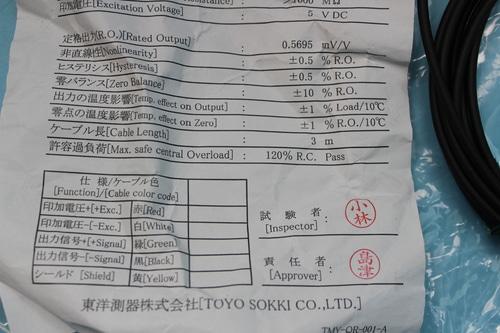 >1000 MΩ
印加電圧[Excitation Voltage] : 5 V DC
定格出力(R.O.)[Rated Output] : 0.5695 mV/V
非直線性[Nonlinearity] : ±0.5 % R.O.
ヒステリシス[Hysteresis] : ±0.5 % R.O.
零バランス[Zero Balance] : ±10 % R.O.
出力の温度影響[Temp. effect on Output] : ±1 % Load/10℃
零点の温度影響[Temp. effect on Zero] : ±1 % R.O./10℃
ケーブル長[Cable Length] : 3 m
許容過負荷[Max. safe central Overload] : 120% R.C. Pass
仕様/ケーブル色
[Function]/[Cable color code]
印加電圧+[+Exc.] 赤[Red]
印加電圧−[−Exc.] 白[White]
出力信号+[+Signal] 緑[Green]
出力信号−[−Signal] 黒[Black]
シールド [Shield] 黄[Yellow]
試験者 : 小林
[Inspector]
責任者 : 島津
[Approver]
東洋測器株式会社[TOYO SOKKI CO.,LTD.]
TMY-QR-001-A